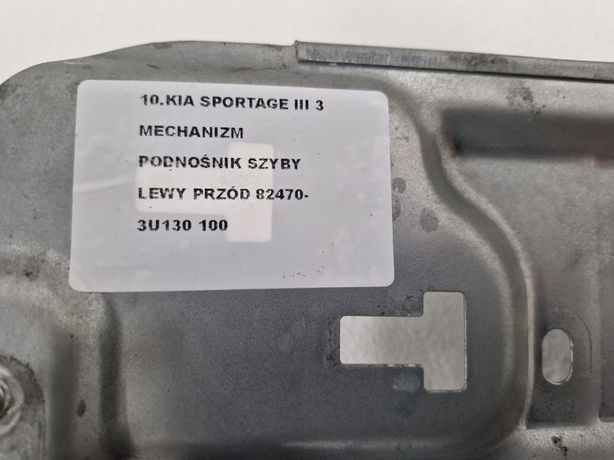 10.KIA SPORTAGE III 3
MECHANIZM
PODNOŚNIK SZYBY
LEWY PRZÓD 82470-
3U130 100